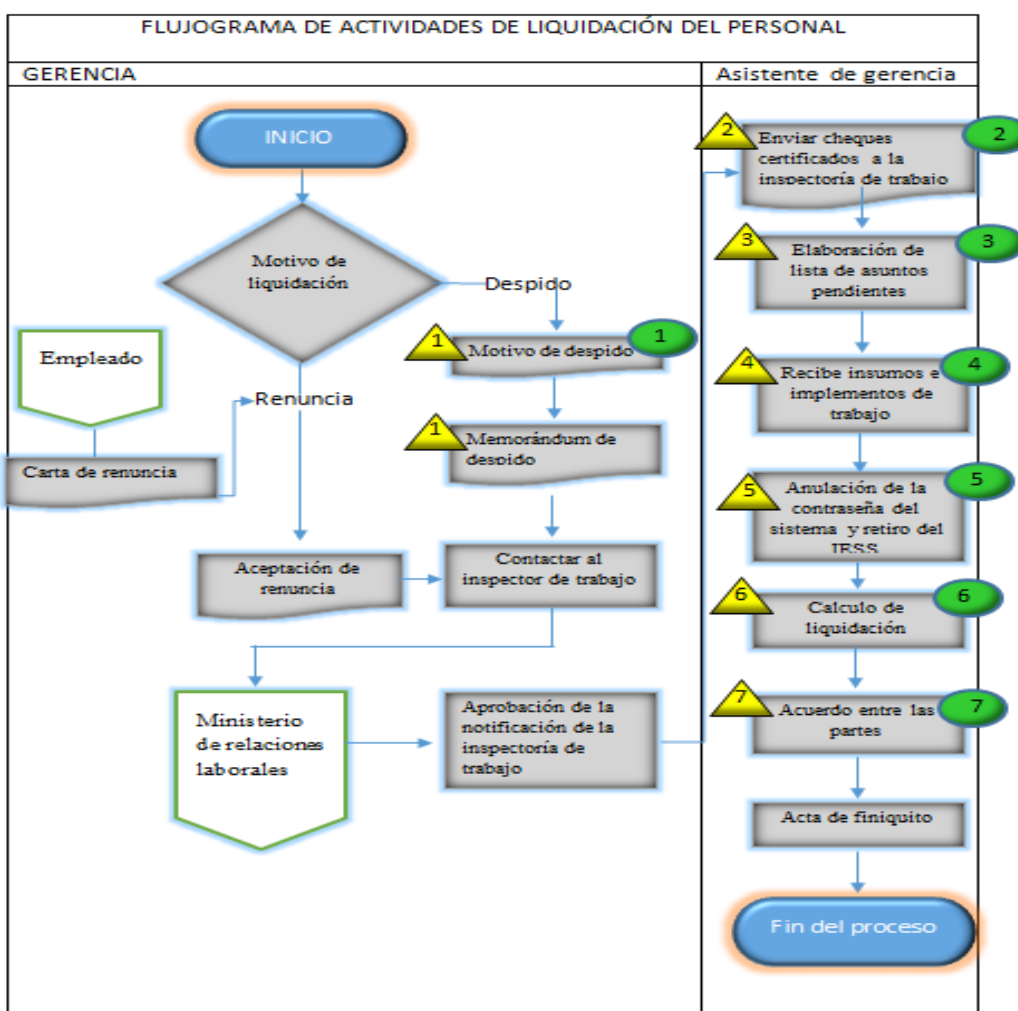 FLUJOGRAMA DE ACTIVIDADES DE LIQUIDACIÓN DEL PERSONAL
GERENCIA
INICIO
Motivo de
liquidación
Despido
Empleado
Renuncia
Carta de renuncia
1
Motivo de despido
1
1
Memorándum de
despido
Aceptación de
renuncia
Contactar al
inspector de trabajo
Ministerio
de relaciones
laborales
Aprobación de la
notificación de la
inspectoría de
trabajo
Asistente de gerencia
2
Enviar cheques
certificados a la
inspectoría de trabajo
2
3
Elaboración de
lista de asuntos
pendientes
3
4
Recibe insumos e
implementos de
trabajo
4
5
Anulación de la
contraseña del
sistema y retiro del
IESS
5
6
Calculo de
liquidación
6
7
Acuerdo entre las
partes
7
Acta de finiquito
Fin del proceso